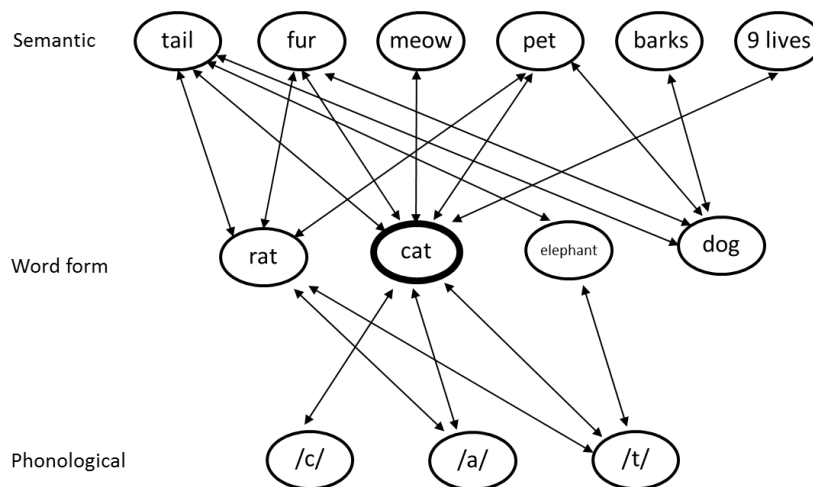 Semantic tail fur meow pet barks 9 lives
Word form rat cat elephant dog
Phonological /c/ /a/ /t/